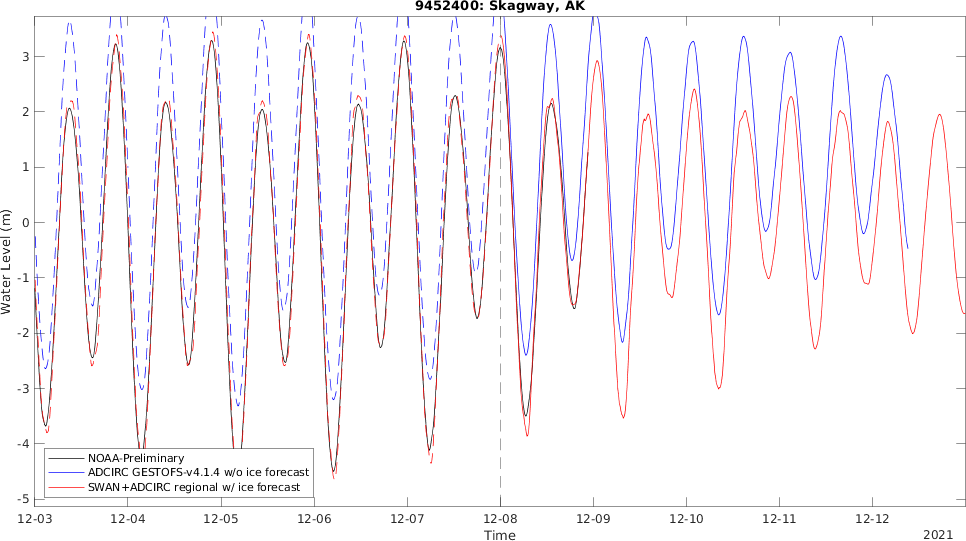 9452400: Skagway, AK
3
2
1
0
-1
-2
-3
-4
-5
Water Level (m)
NOAA-Preliminary
ADCIRC GESTOFS-v4.1.4 w/o ice forecast
SWAN+ADCIRC regional w/ ice forecast
12-03 12-04 12-05 12-06 12-07 12-08 12-09 12-10 12-11 12-12
Time
2021